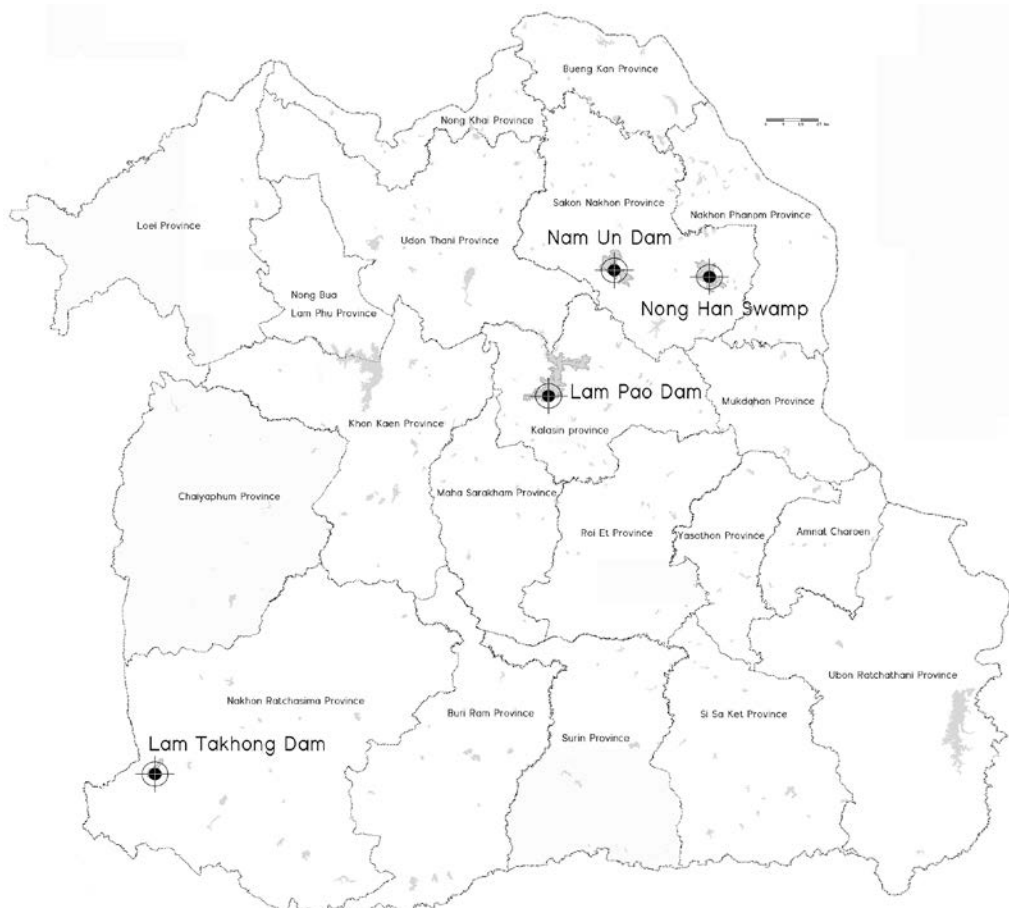 Bueng Kan Province
Nong Khai Province
Sakon Nakhon Province
Nakhon Phanom Province
Loei Province
Udon Thani Province
Nam Un Dam
Nong Bua
Lam Phu Province
Nong Han Swamp
Lam Pao Dam
Mukdahan Province
Khon Kaen Province
Kalasin province
Chaiyaphum Province
Maha Sarakham Province
Roi Et Province
Yasothon Province
Amnat Charoen
Ubon Ratchathani Province
Nakhon Ratchasima Province
Buri Ram Province
Si Sa Ket Province
Surin Province
Lam Takhong Dam